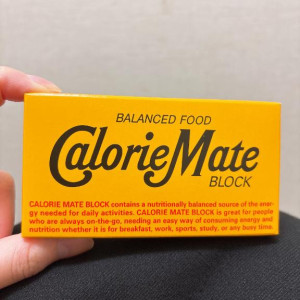 BALANCED FOOD
CalorieMate
BLOCK
CALORIE MATE BLOCK contains a nutritionally balanced source of the ener-
gy needed for daily activities. CALORIE MATE BLOCK is great for people
who are always on-the-go, needing an easy way of consuming energy and
nutrition whether it is for breakfast, work, sports, study, or any busy time.